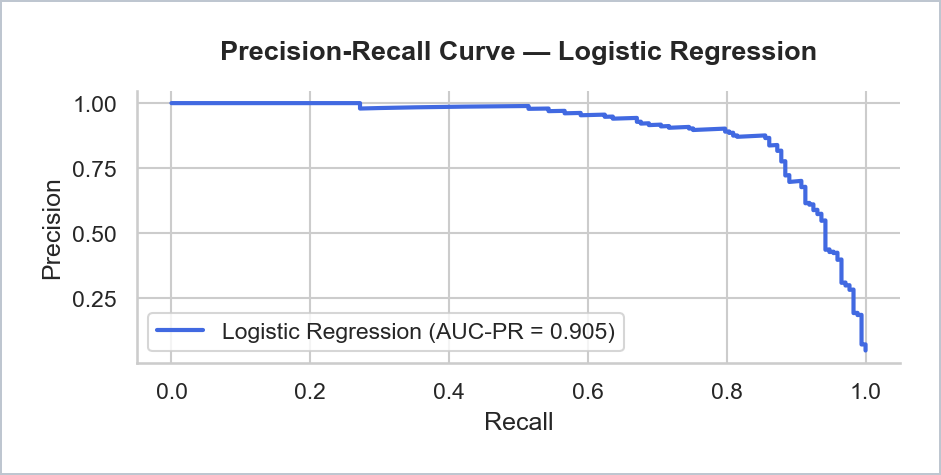 Precision-Recall Curve — Logistic Regression
1.00
0.75
0.50
0.25
Precision
Logistic Regression (AUC-PR = 0.905)
0.0 0.2 0.4 0.6 0.8 1.0
Recall